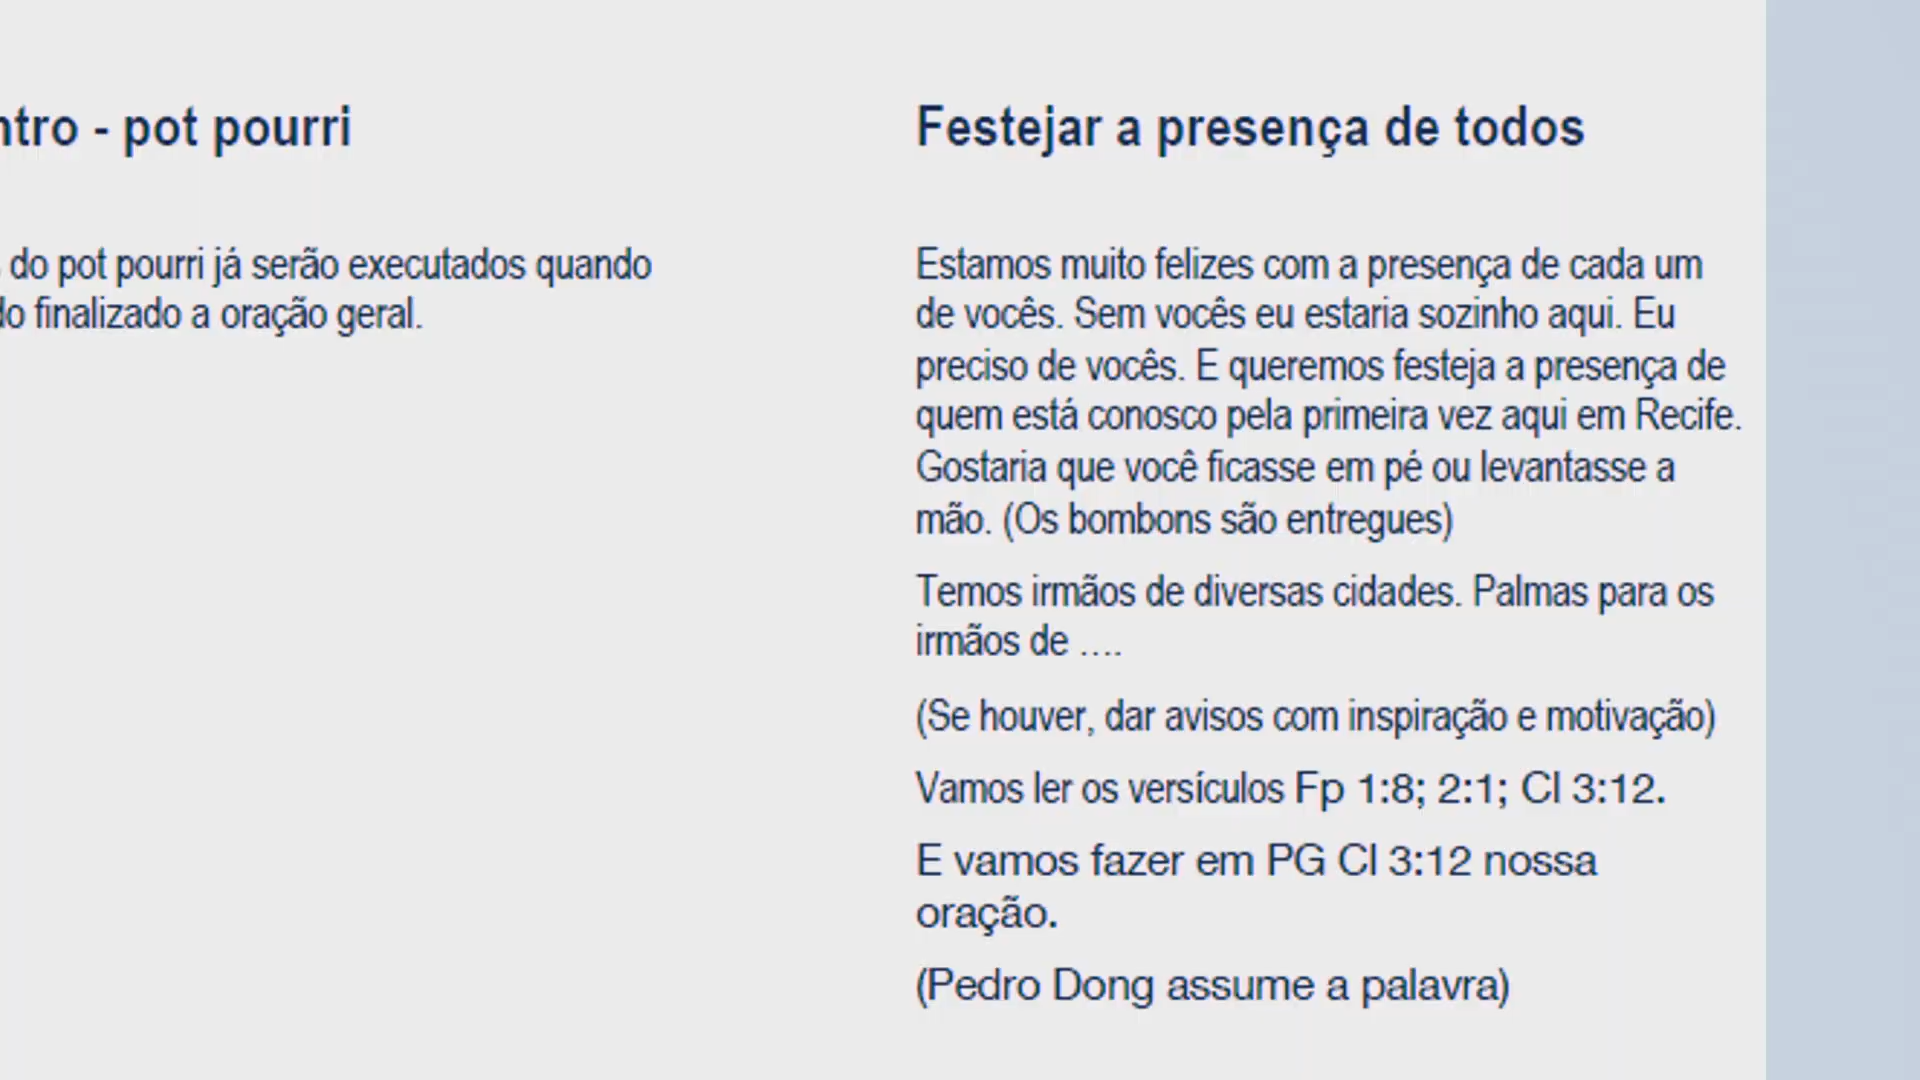 ntro - pot pourri
do pot pourri já serão executados quando
do finalizado a oração geral.
Festejar a presença de todos
Estamos muito felizes com a presença de cada um
de vocês. Sem vocês eu estaria sozinho aqui. Eu
preciso de vocês. E queremos festeja a presença de
quem está conosco pela primeira vez aqui em Recife.
Gostaria que você ficasse em pé ou levantasse a
mão. (Os bombons são entregues)
Temos irmãos de diversas cidades. Palmas para os
irmãos de ….
(Se houver, dar avisos com inspiração e motivação)
Vamos ler os versículos Fp 1:8; 2:1; Cl 3:12.
E vamos fazer em PG Cl 3:12 nossa
oração.
(Pedro Dong assume a palavra)